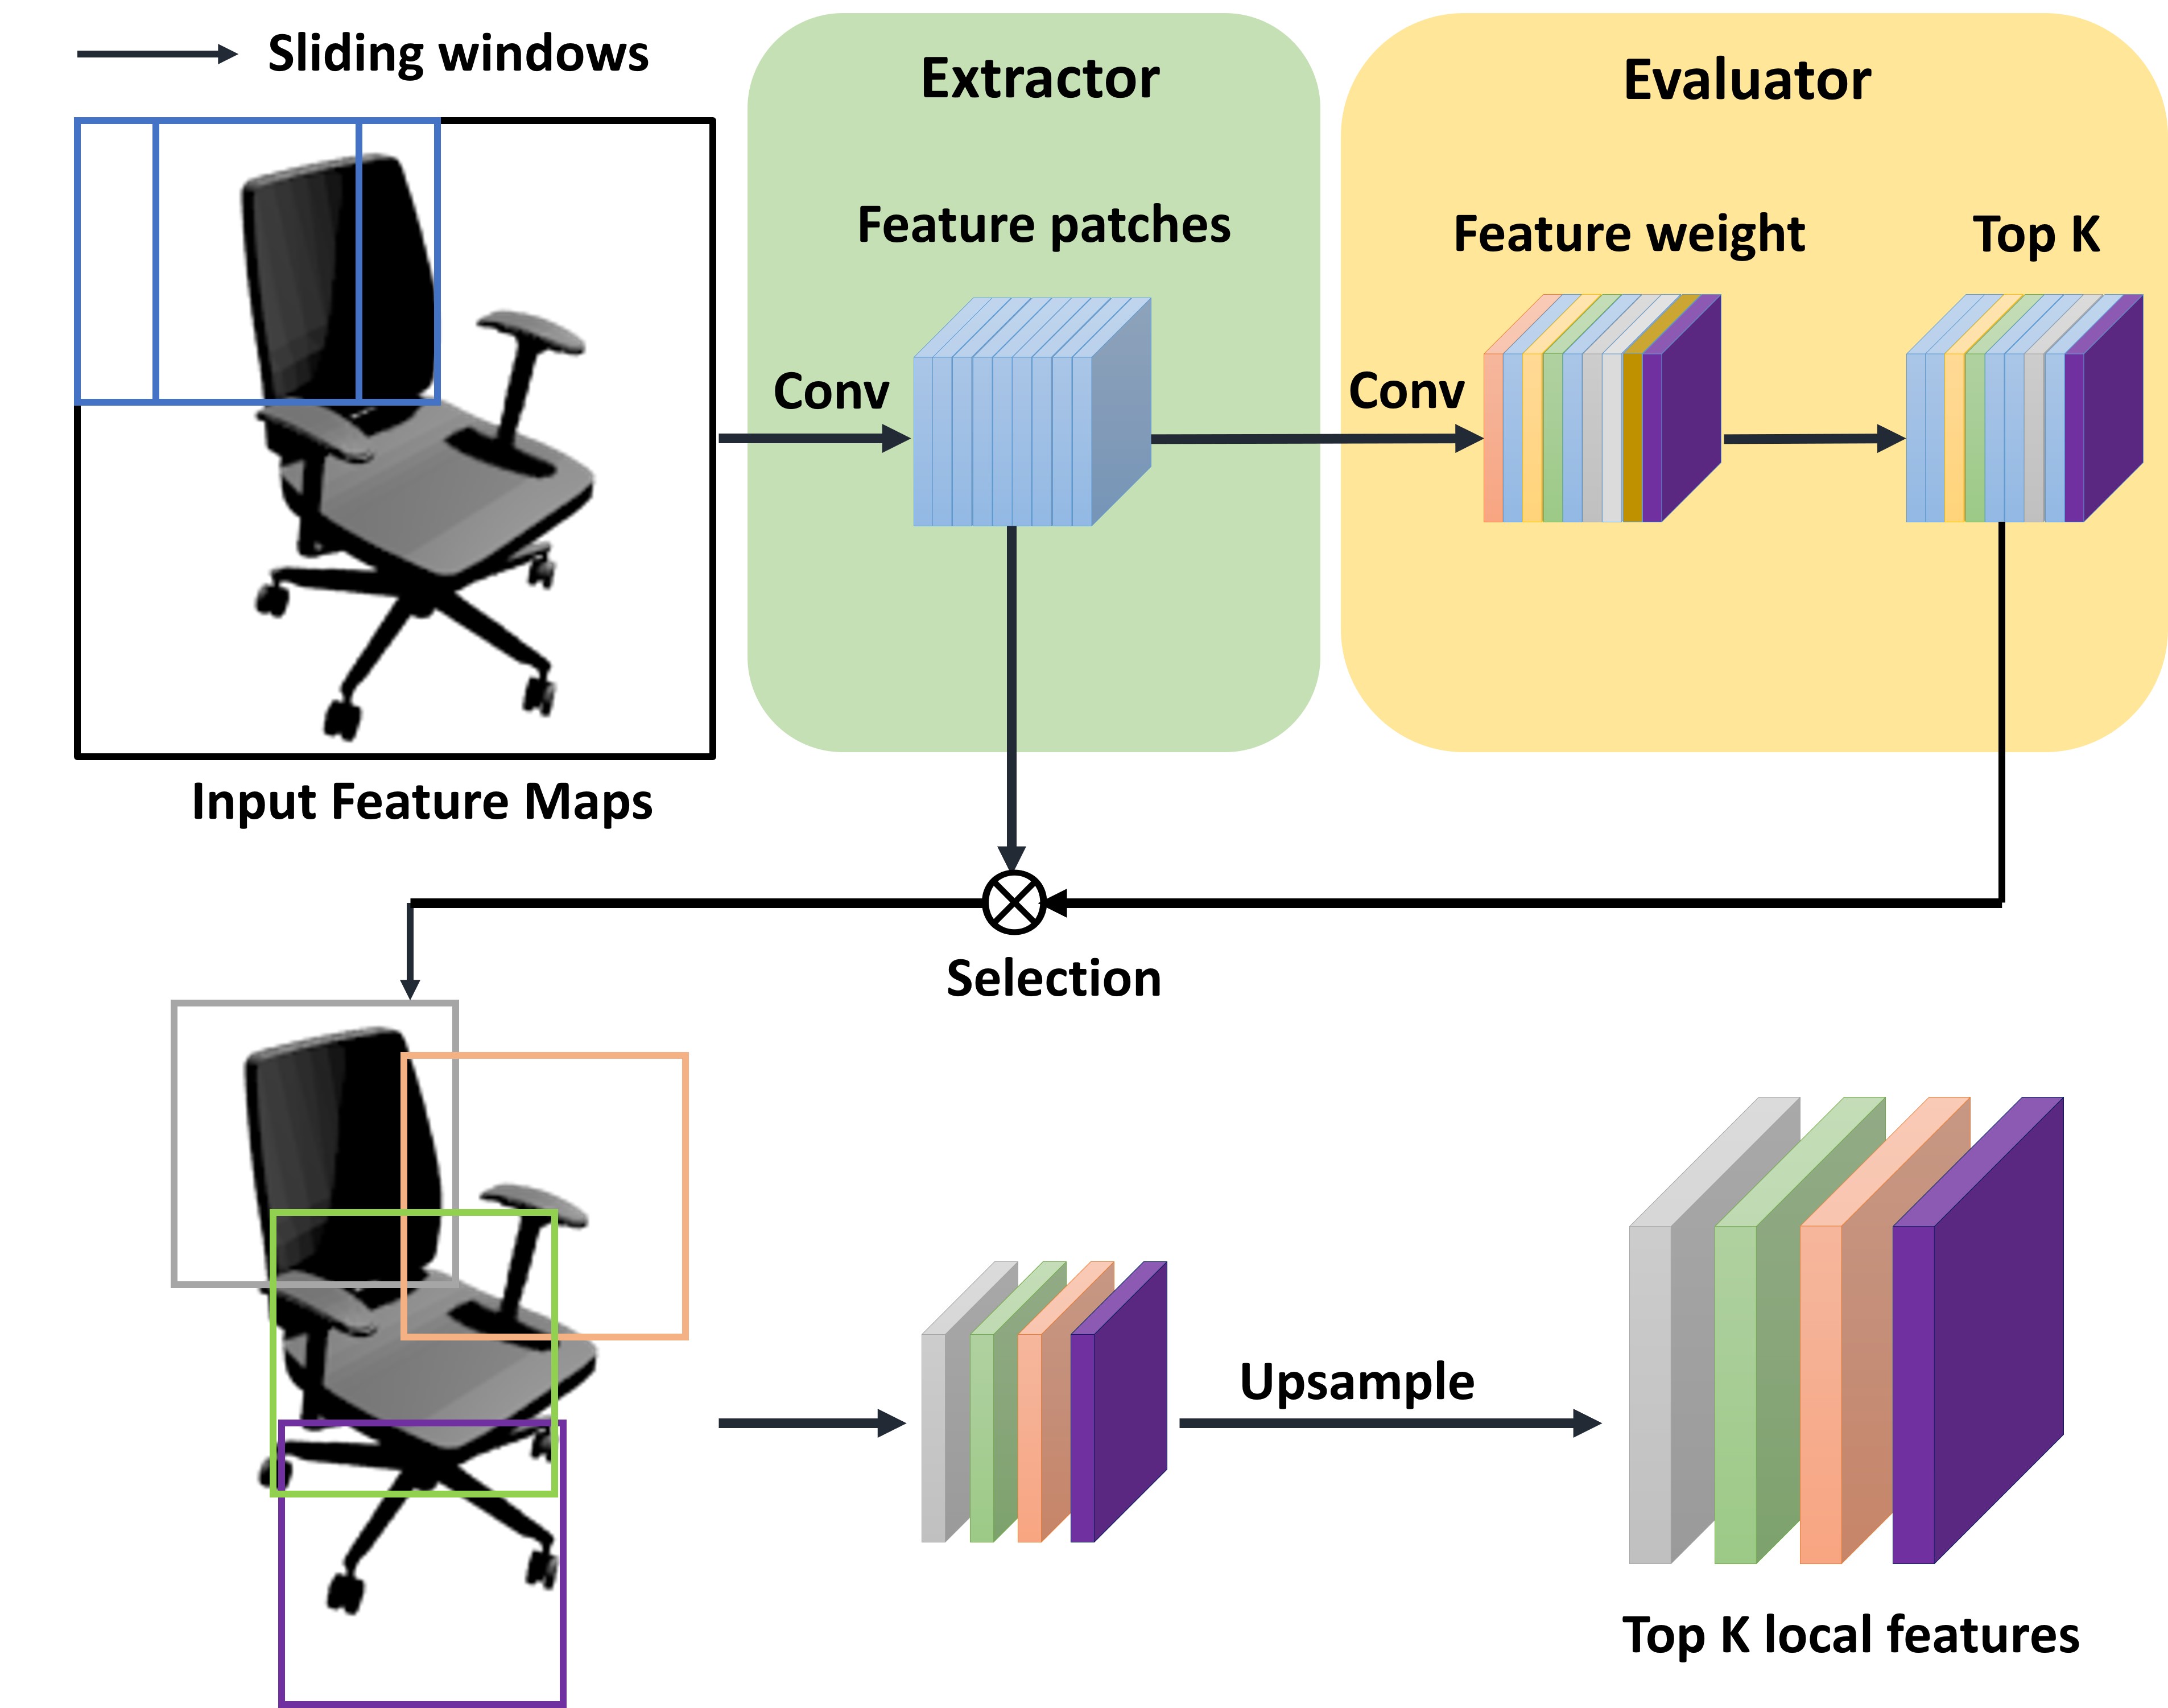 Sliding windows
Extractor
Evaluator
Feature patches
Feature weight
Top K
Conv
Conv
Input Feature Maps
Selection
Upsample
Top K local features